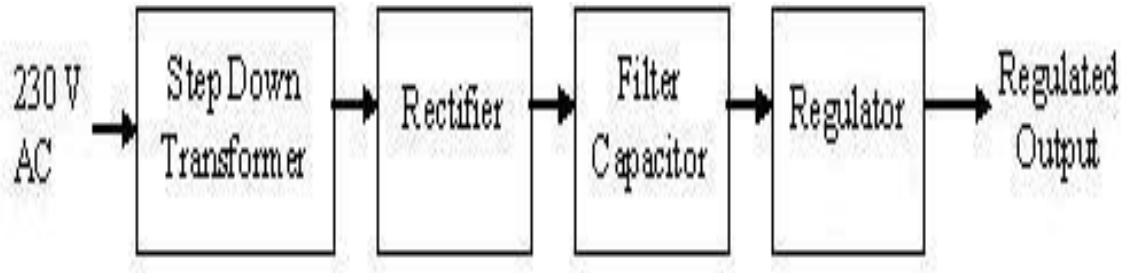 230 V
AC
Step Down
Transformer
Rectifier
Filter
Capacitor
Regulator
Regulated
Output